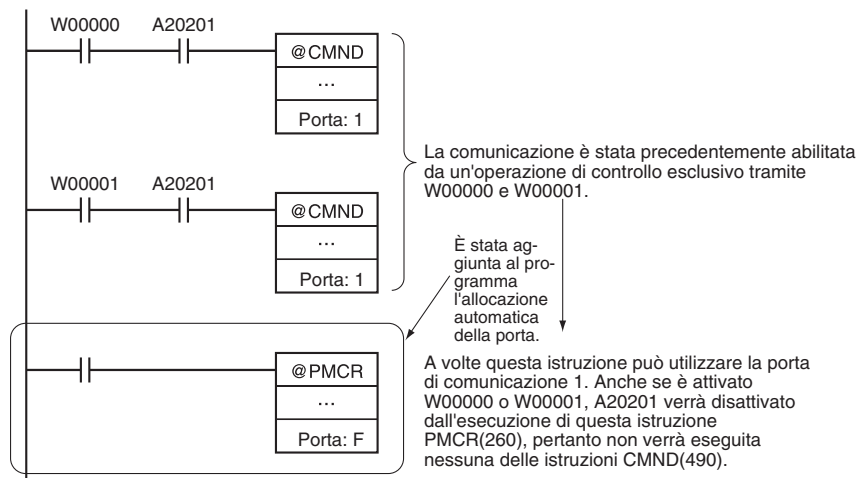 W00000 A20201
@CMND
...
Porta: 1
W00001 A20201
@CMND
...
Porta: 1
La comunicazione è stata precedentemente abilitata
da un'operazione di controllo esclusivo tramite
W00000 e W00001.
È stata ag-
giunta al pro-
gramma
l'allocazione
automatica
della porta.
@PMCR
...
Porta: F
A volte questa istruzione può utilizzare la porta
di comunicazione 1. Anche se è attivato
W00000 o W00001, A20201 verrà disattivato
dall'esecuzione di questa istruzione
PMCR(260), pertanto non verrà eseguita
nessuna delle istruzioni CMND(490).